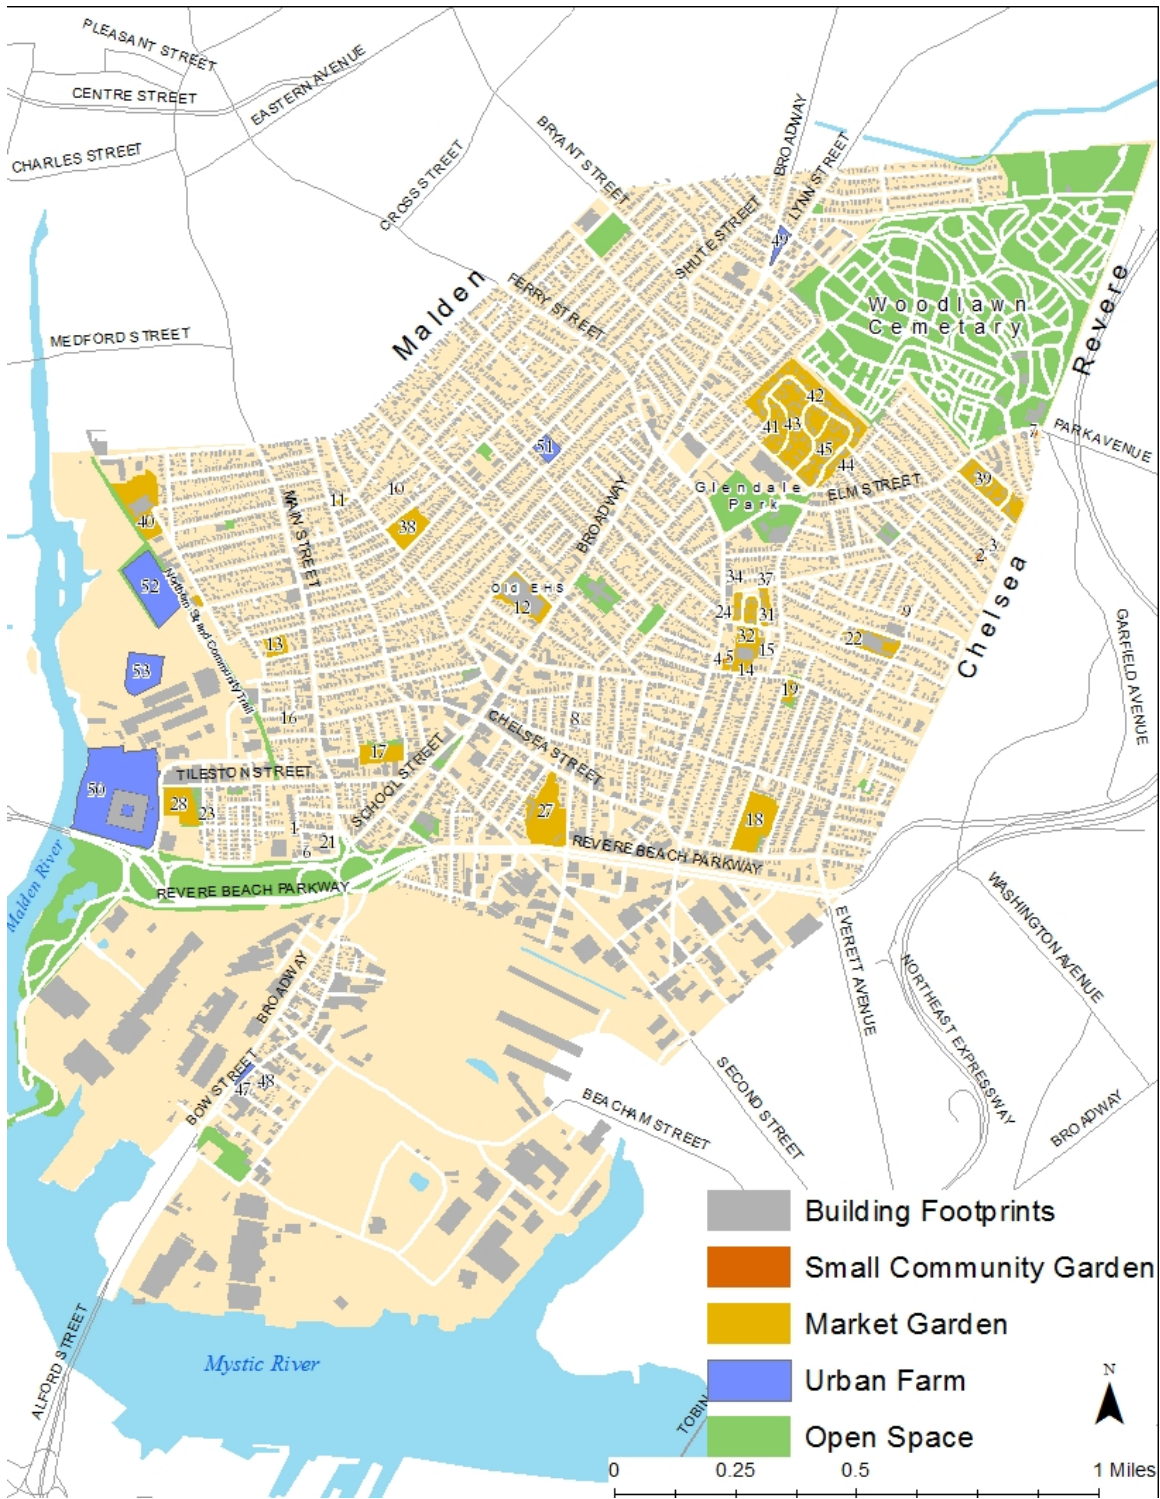 PLEASANT STREET
CENTRE STREET
EASTERN AVENUE
CHARLES STREET
BRYANT STREET
BROADWAY
LYNN STREET
CROSS STREET
SHUTE STREET
49
FERRY STREET
Malden
MEDFORD STREET
Woodlawn
Cemetary
Revere
42
41
43
45
44
7
PARK AVENUE
51
Glendale
Park
ELM STREET
39
MAIN STREET
11
10
38
BROADWAY
40
3
2
52
Northern Strand Community Trail
Old EHS
12
34
37
24
31
9
Chelsea
GARFIELD AVENUE
13
32
22
15
4
5
14
53
19
16
8
CHELSEA STREET
17
SCHOOL STREET
TILESTON STREET
50
28
23
27
18
1
21
6
REVERE BEACH PARKWAY
Malden River
REVERE BEACH PARKWAY
WASHINGTON AVENUE
EVERETT AVENUE
NORTHEAST EXPRESSWAY
BROADWAY
BOW STREET
47
48
SECOND STREET
BEACHAM STREET
BROADWAY
Building Footprints
Small Community Garden
Market Garden
Urban Farm
Open Space
Mystic River
ALFORD STREET
TOBIN
N
0
0.25
0.5
1 Miles